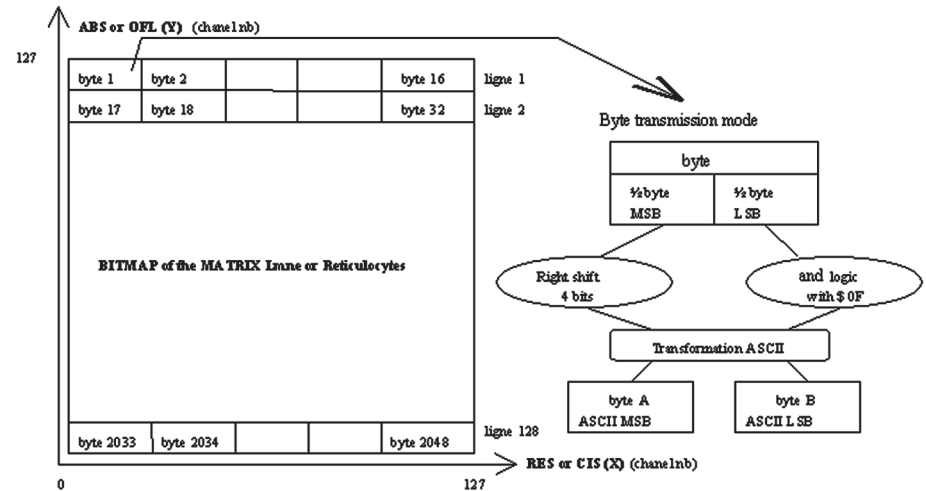 ABS or OFL (Y) (chanel nb)
127
byte 1 byte 2 byte 16 ligne 1
byte 17 byte 18 byte 32 ligne 2
Byte transmission mode
byte
½ byte MSB
½ byte LSB
BITMAP of the MATRIX Lmne or Reticulocytes
Right shift
4 bits
and logic
with $ 0F
Transformation ASCII
byte A
ASCII MSB
byte B
ASCII LSB
byte 2033 byte 2034 byte 2048 ligne 128
RES or CIS (X) (chanel nb)
0 127